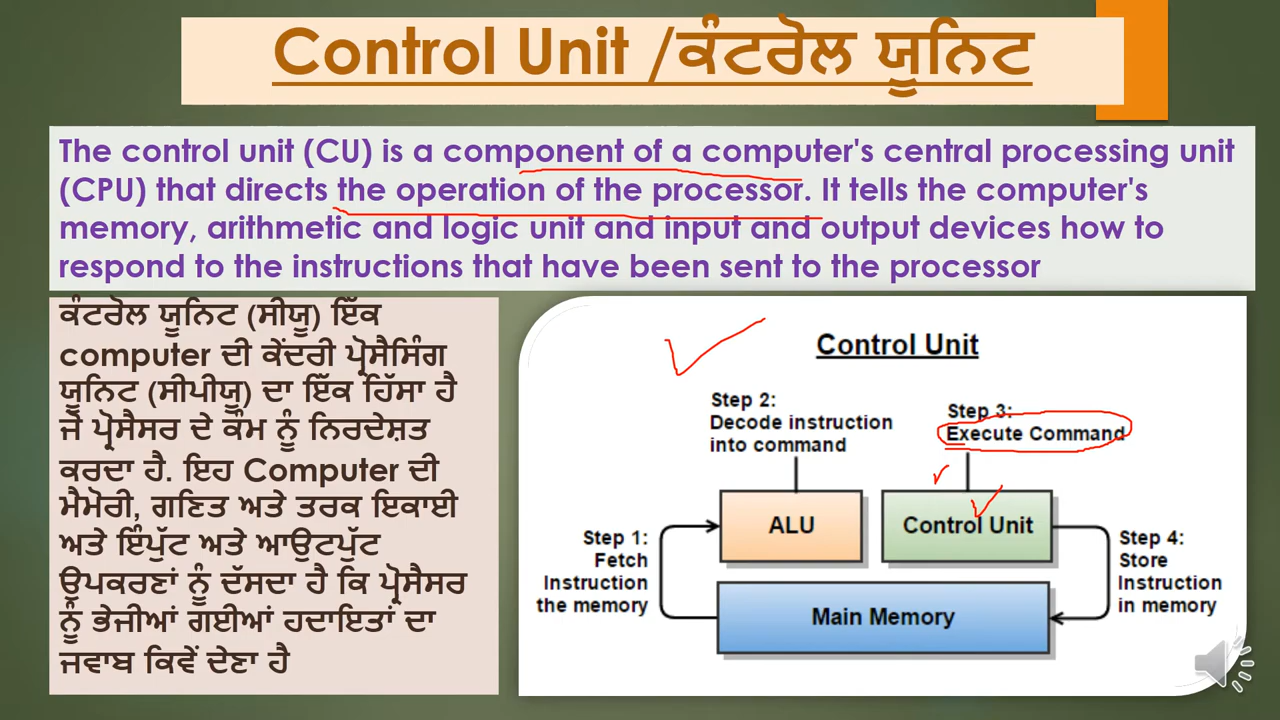 Control Unit /ਕੰਟਰੋਲ ਯੂਨਿਟ
The control unit (CU) is a component of a computer's central processing unit
(CPU) that directs the operation of the processor. It tells the computer's
memory, arithmetic and logic unit and input and output devices how to
respond to the instructions that have been sent to the processor
ਕੰਟਰੋਲ ਯੂਨਿਟ (ਸੀਯੂ) ਇੱਕ
computer ਦੀ ਕੇਂਦਰੀ ਪ੍ਰੋਸੈਸਿੰਗ
ਯੂਨਿਟ (ਸੀਪੀਯੂ) ਦਾ ਇੱਕ ਹਿੱਸਾ ਹੈ
ਜੋ ਪ੍ਰੋਸੈਸਰ ਦੇ ਕੰਮ ਨੂੰ ਨਿਰਦੇਸ਼ਤ
ਕਰਦਾ ਹੈ. ਇਹ Computer ਦੀ
ਮੈਮੋਰੀ, ਗਣਿਤ ਅਤੇ ਤਰਕ ਇਕਾਈ
ਅਤੇ ਇੰਪੁੱਟ ਅਤੇ ਆਉਟਪੁੱਟ
ਉਪਕਰਣਾਂ ਨੂੰ ਦੱਸਦਾ ਹੈ ਕਿ ਪ੍ਰੋਸੈਸਰ
ਨੂੰ ਭੇਜੀਆਂ ਗਈਆਂ ਹਦਾਇਤਾਂ ਦਾ
ਜਵਾਬ ਕਿਵੇਂ ਦੇਣਾ ਹੈ
Control Unit
Step 2:
Decode instruction
into command
Step 3:
Execute Command
ALU
Control Unit
Step 1:
Fetch
Instruction
the memory
Step 4:
Store
Instruction
in memory
Main Memory